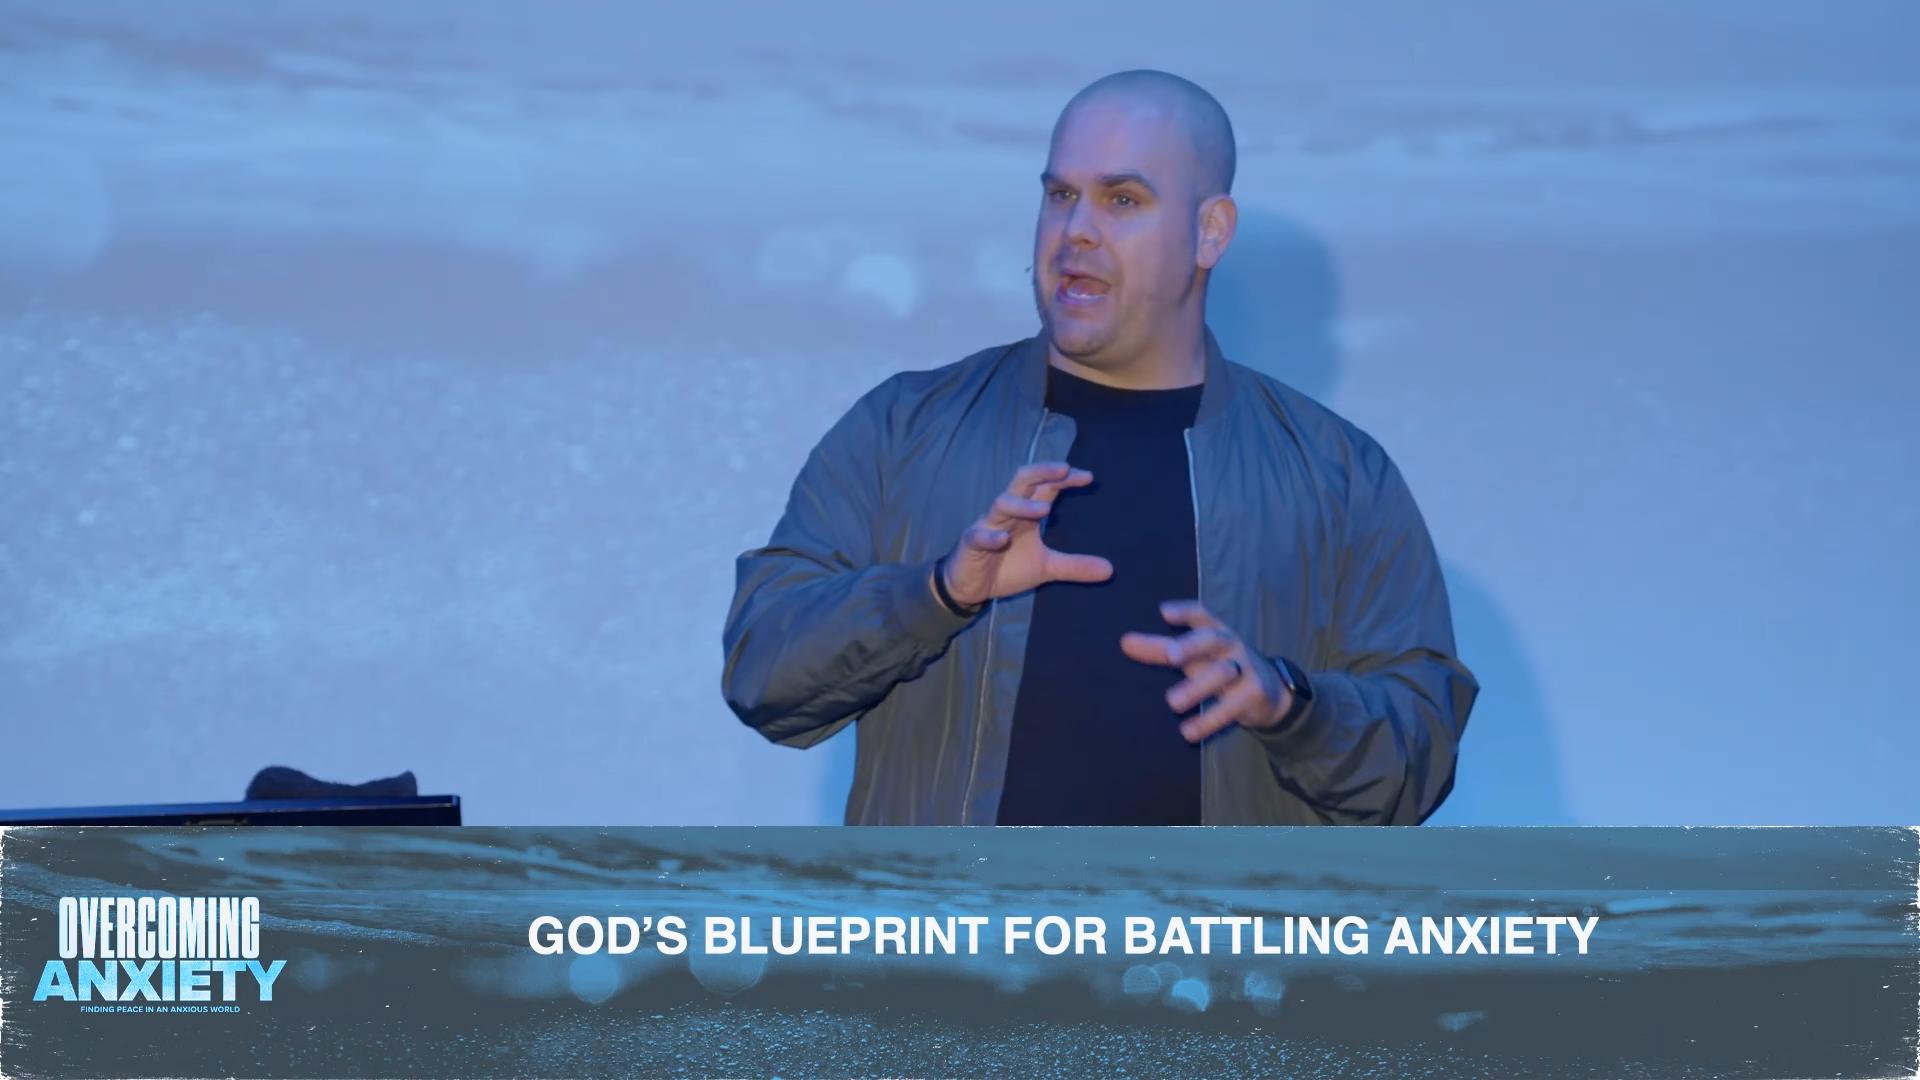 OVERCOMING
ANXIETY
FINDING PEACE IN AN ANXIOUS WORLD
GOD'S BLUEPRINT FOR BATTLING ANXIETY